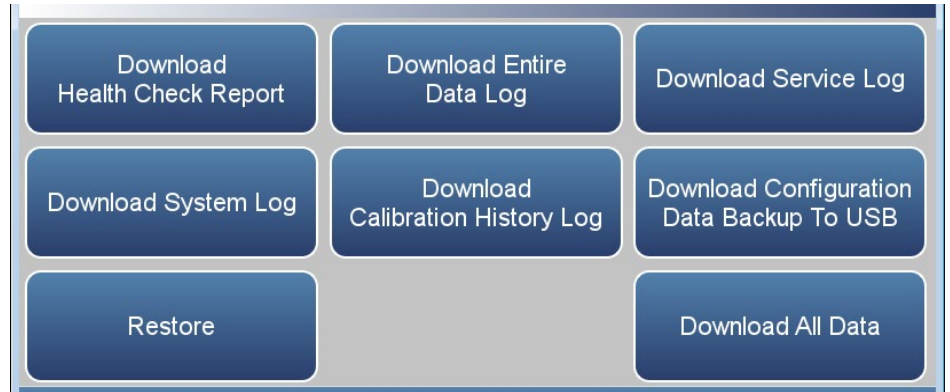 Download
Health Check Report
Download Entire
Data Log
Download Service Log
Download System Log
Download
Calibration History Log
Download Configuration
Data Backup To USB
Restore
Download All Data